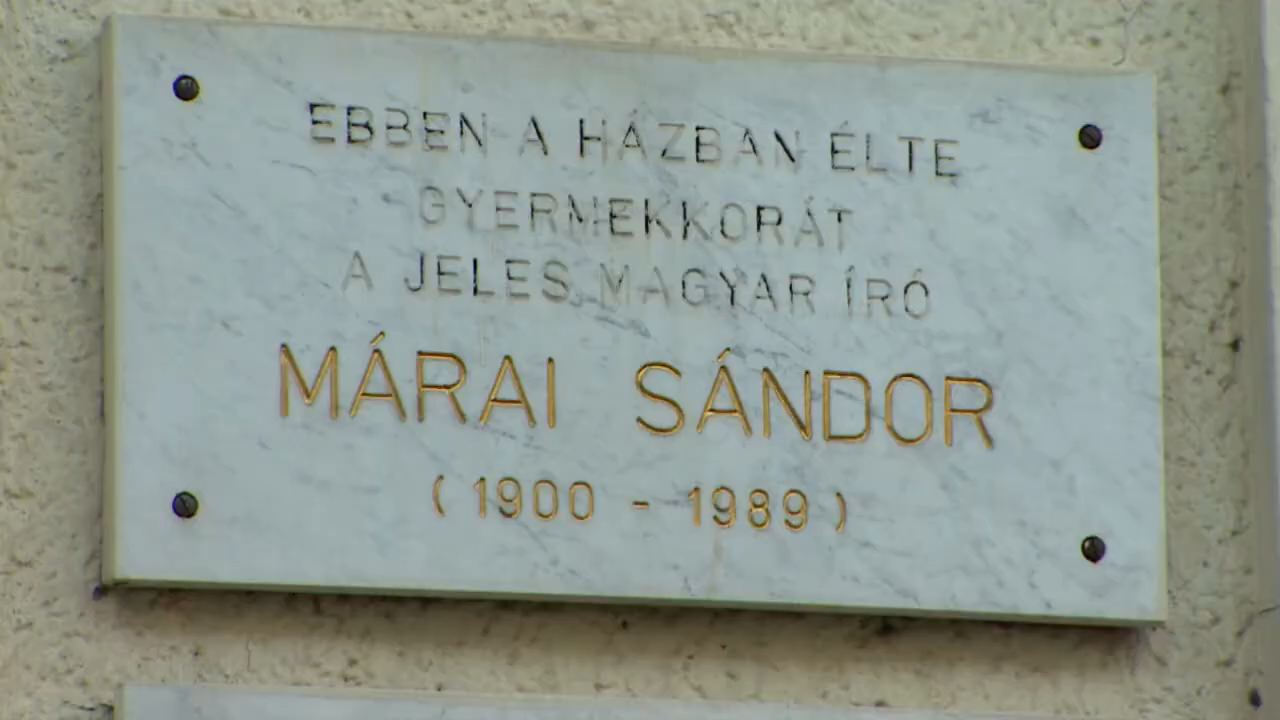 EBBEN A HÁZBAN ÉLTE
GYERMEKKORÁT
A JELES MAGYAR ÍRÓ
MÁRAI SÁNDOR
(1900 - 1989)